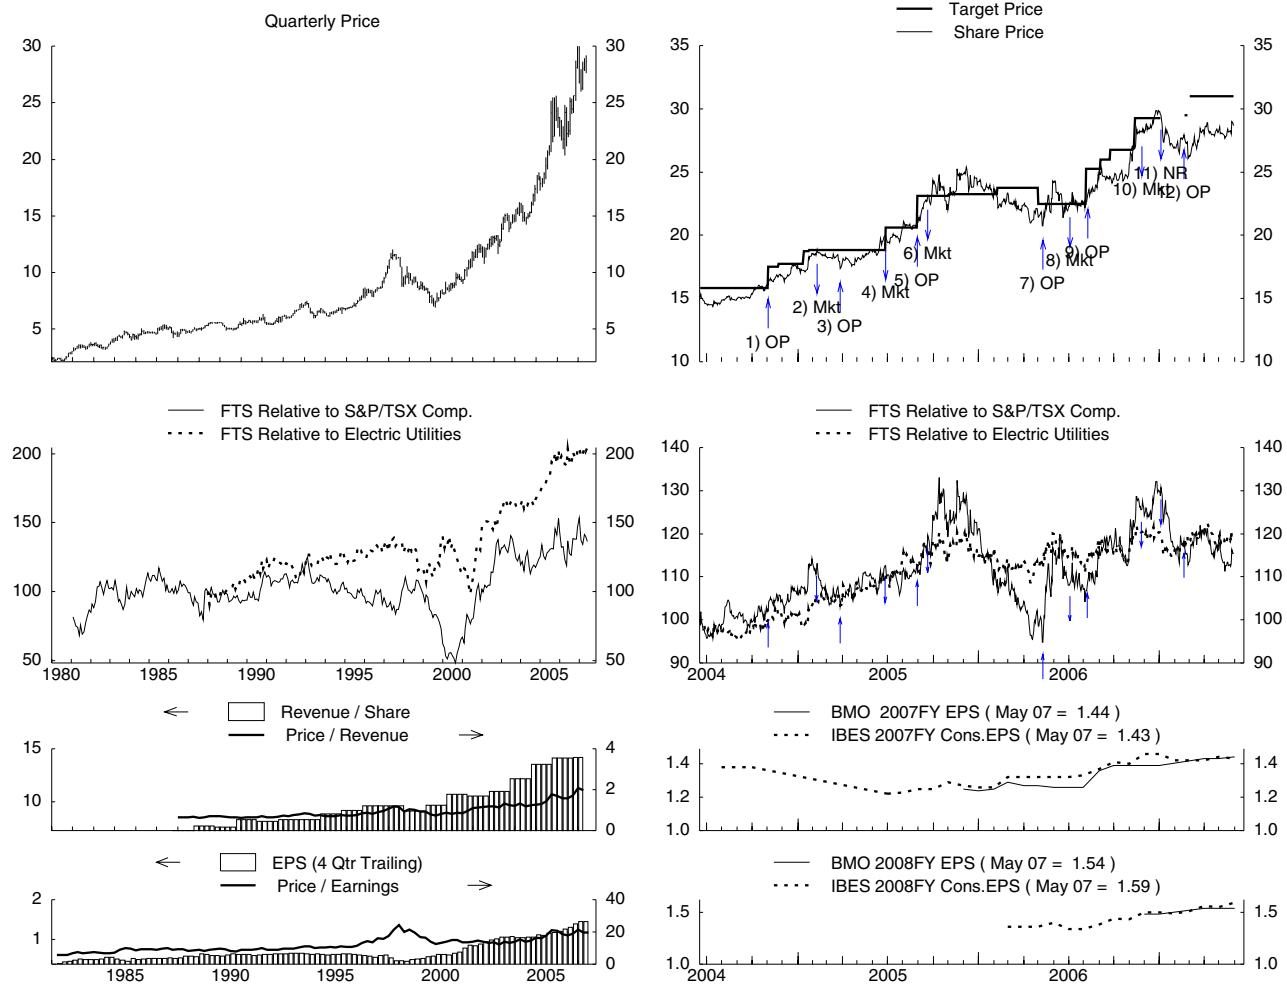 Quarterly Price
30 30
25 25
20 20
15 15
10 10
5 5
Target Price
Share Price
35 35
30 30
25 25
20 20
15 15
10 10
1) OP
2) Mkt
3) OP
4) Mkt
5) OP
6) Mkt
7) OP
8) Mkt
9) OP
10) Mkt
11) NR
12) OP
FTS Relative to S&P/TSX Comp.
FTS Relative to Electric Utilities
200 200
150 150
100 100
50 50
1980 1985 1990 1995 2000 2005
FTS Relative to S&P/TSX Comp.
FTS Relative to Electric Utilities
140 140
130 130
120 120
110 110
100 100
90 90
2004 2005 2006
Revenue / Share
Price / Revenue
15 4
10 2
0
BMO 2007FY EPS ( May 07 = 1.44 )
IBES 2007FY Cons.EPS ( May 07 = 1.43 )
1.4 1.4
1.2 1.2
1.0 1.0
EPS (4 Qtr Trailing)
Price / Earnings
2 40
1 20
0
1985 1990 1995 2000 2005
BMO 2008FY EPS ( May 07 = 1.54 )
IBES 2008FY Cons.EPS ( May 07 = 1.59 )
1.5 1.5
1.0 1.0
2004 2005 2006